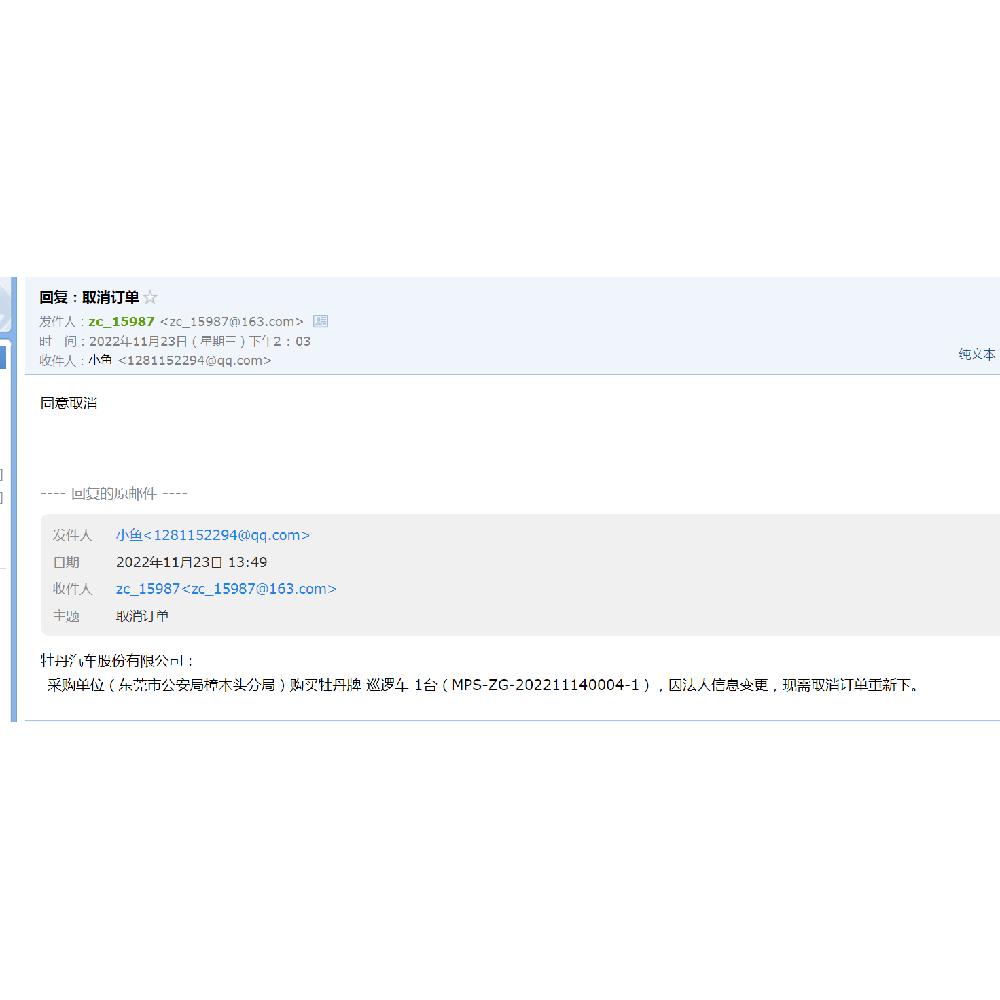 回复：取消订单
发件人：zc_15987 <zc_15987@163.com>
时　间：2022年11月23日（星期三）下午2：03
收件人：小鱼 <1281152294@qq.com>
纯文本
同意取消
---- 回复的原邮件 ----
发件人 小鱼<1281152294@qq.com>
日期 2022年11月23日 13:49
收件人 zc_15987<zc_15987@163.com>
主题 取消订单
牡丹汽车股份有限公司：
采购单位（东莞市公安局樟木头分局）购买牡丹牌 巡逻车 1台（MPS-ZG-202211140004-1），因法人信息变更，现需取消订单重新下。